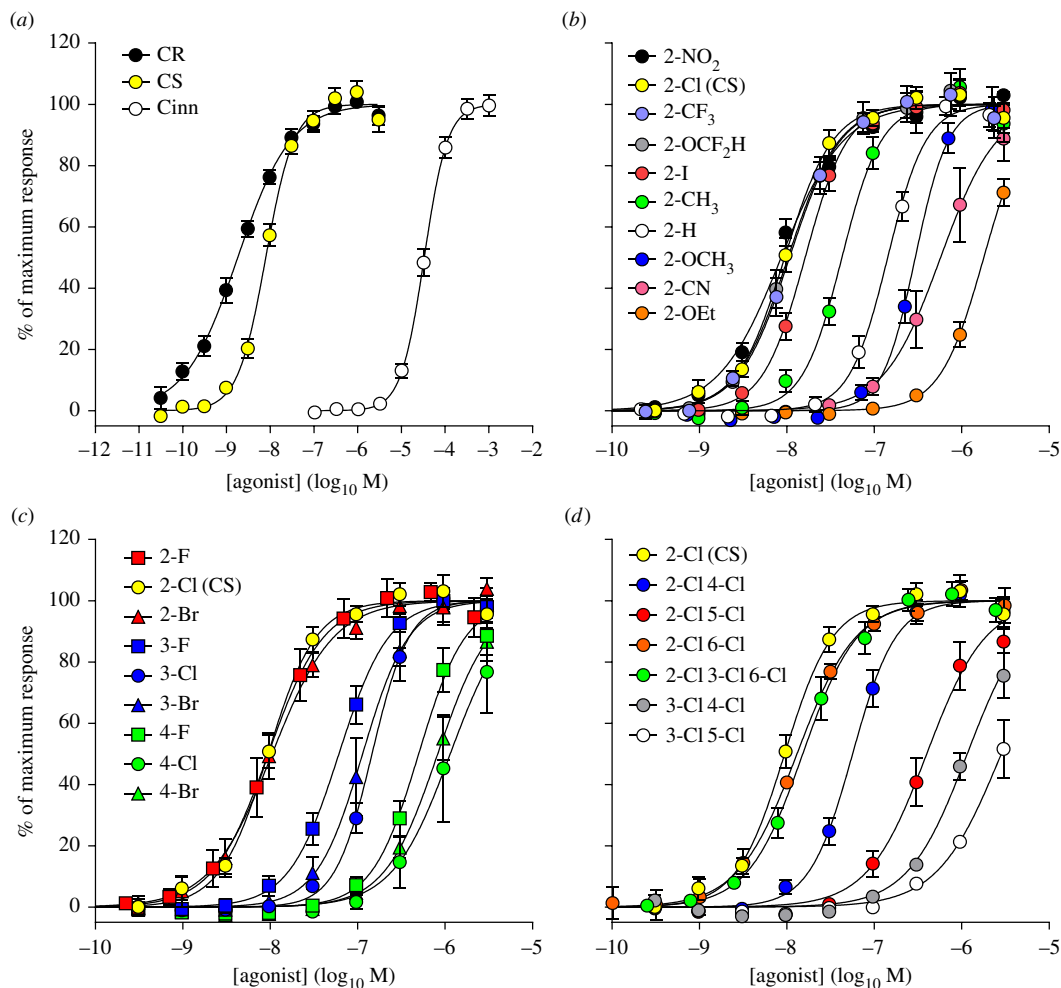 (a)
120
100
80
60
40
20
0
% of maximum response
CR
CS
Cinn
−12 −11 −10 −9 −8 −7 −6 −5 −4 −3 −2
[agonist] (log₁₀ M)
(b)
2-NO₂
2-Cl (CS)
2-CF₃
2-OCF₂H
2-I
2-CH₃
2-H
2-OCH₃
2-CN
2-OEt
−10 −9 −8 −7 −6 −5
[agonist] (log₁₀ M)
(c)
120
100
80
60
40
20
0
% of maximum response
2-F
2-Cl (CS)
2-Br
3-F
3-Cl
3-Br
4-F
4-Cl
4-Br
−10 −9 −8 −7 −6 −5
[agonist] (log₁₀ M)
(d)
2-Cl (CS)
2-Cl 4-Cl
2-Cl 5-Cl
2-Cl 6-Cl
2-Cl 3-Cl 6-Cl
3-Cl 4-Cl
3-Cl 5-Cl
−10 −9 −8 −7 −6 −5
[agonist] (log₁₀ M)